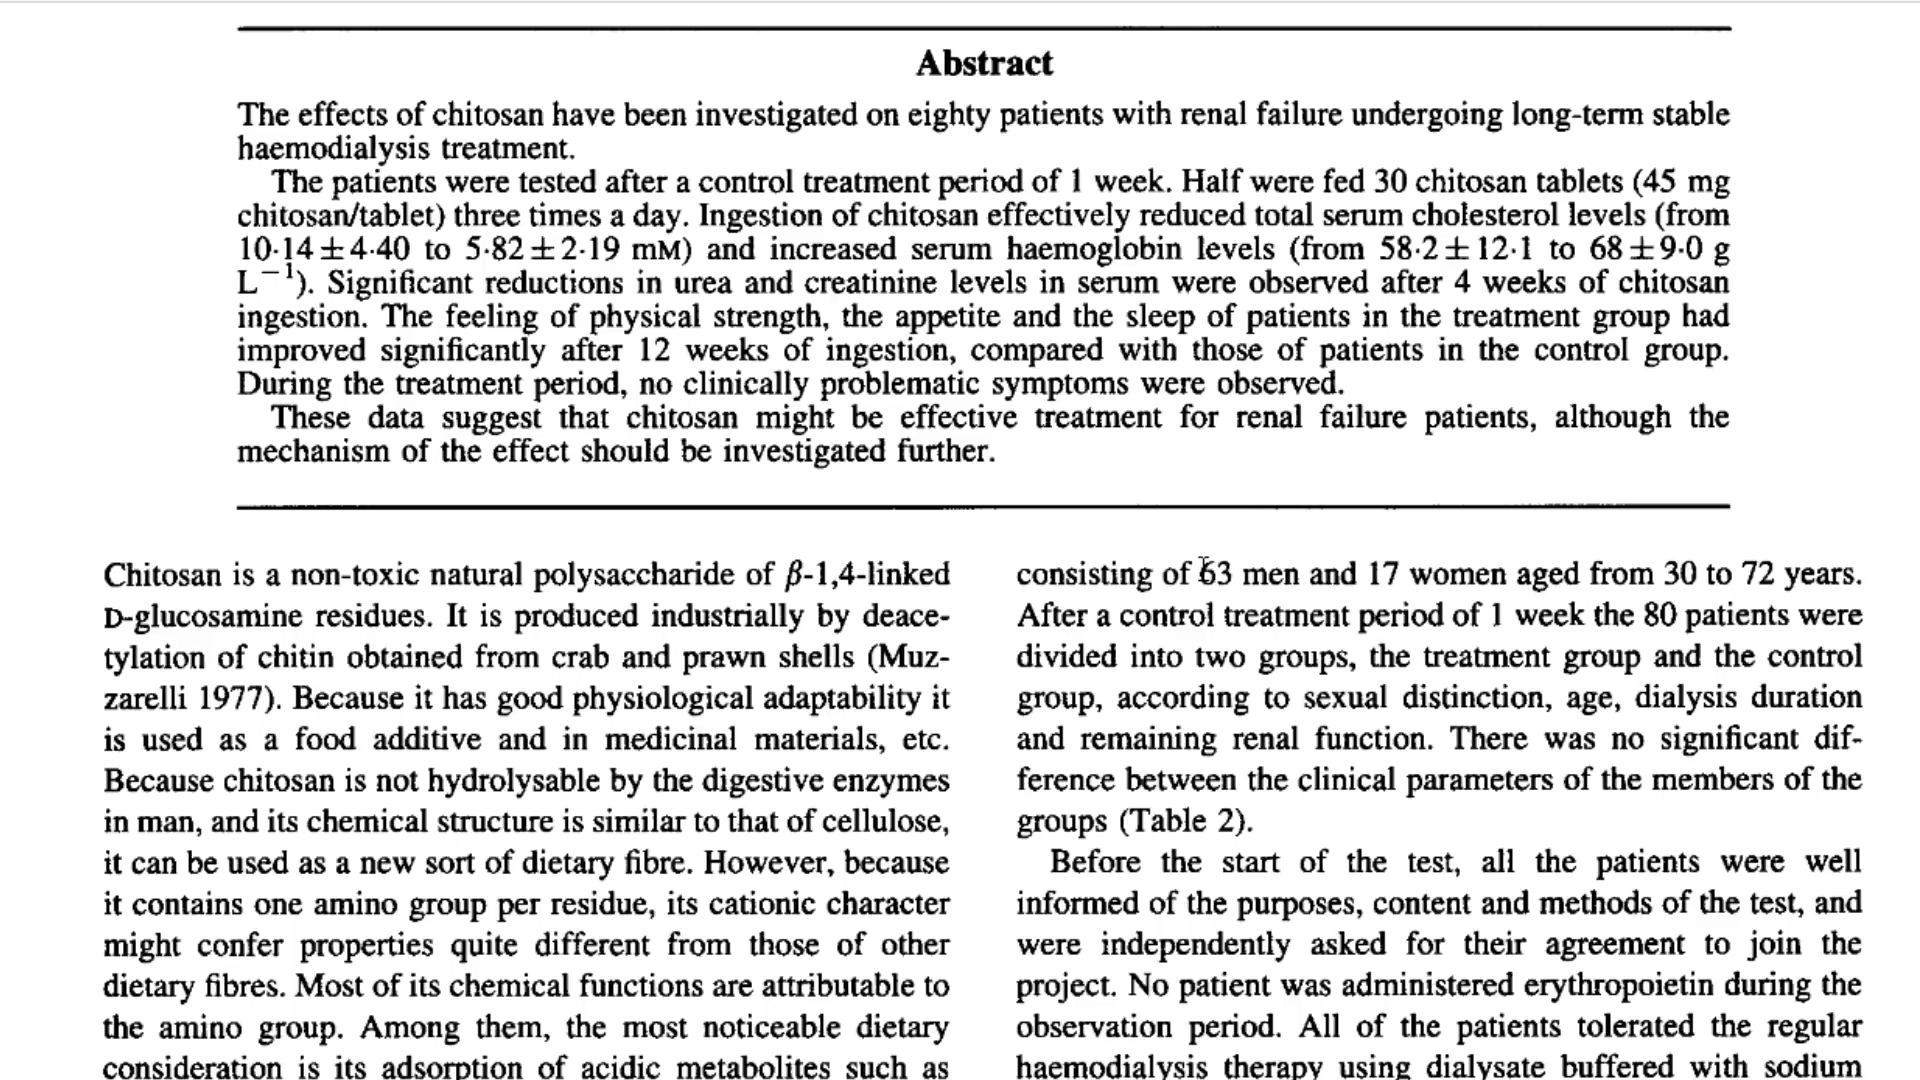 Abstract
The effects of chitosan have been investigated on eighty patients with renal failure undergoing long-term stable
haemodialysis treatment.
The patients were tested after a control treatment period of 1 week. Half were fed 30 chitosan tablets (45 mg
chitosan/tablet) three times a day. Ingestion of chitosan effectively reduced total serum cholesterol levels (from
10·14±4·40 to 5·82±2·19 mM) and increased serum haemoglobin levels (from 58·2±12·1 to 68±9·0 g
L⁻¹). Significant reductions in urea and creatinine levels in serum were observed after 4 weeks of chitosan
ingestion. The feeling of physical strength, the appetite and the sleep of patients in the treatment group had
improved significantly after 12 weeks of ingestion, compared with those of patients in the control group.
During the treatment period, no clinically problematic symptoms were observed.
These data suggest that chitosan might be effective treatment for renal failure patients, although the
mechanism of the effect should be investigated further.
Chitosan is a non-toxic natural polysaccharide of β-1,4-linked
D-glucosamine residues. It is produced industrially by deace-
tylation of chitin obtained from crab and prawn shells (Muz-
zarelli 1977). Because it has good physiological adaptability it
is used as a food additive and in medicinal materials, etc.
Because chitosan is not hydrolysable by the digestive enzymes
in man, and its chemical structure is similar to that of cellulose,
it can be used as a new sort of dietary fibre. However, because
it contains one amino group per residue, its cationic character
might confer properties quite different from those of other
dietary fibres. Most of its chemical functions are attributable to
the amino group. Among them, the most noticeable dietary
consideration is its adsorption of acidic metabolites such as
consisting of 63 men and 17 women aged from 30 to 72 years.
After a control treatment period of 1 week the 80 patients were
divided into two groups, the treatment group and the control
group, according to sexual distinction, age, dialysis duration
and remaining renal function. There was no significant dif-
ference between the clinical parameters of the members of the
groups (Table 2).
Before the start of the test, all the patients were well
informed of the purposes, content and methods of the test, and
were independently asked for their agreement to join the
project. No patient was administered erythropoietin during the
observation period. All of the patients tolerated the regular
haemodialysis therapy using dialysate buffered with sodium